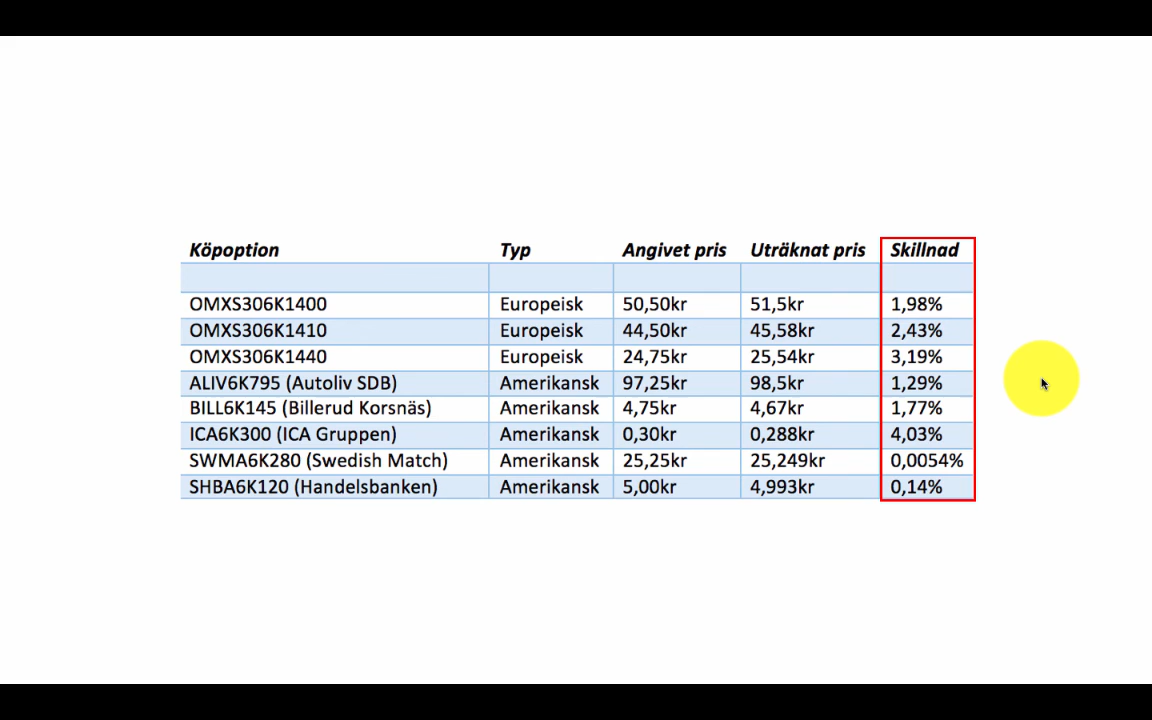 Köpoption Typ Angivet pris Uträknat pris Skillnad
OMXS306K1400 Europeisk 50,50kr 51,5kr 1,98%
OMXS306K1410 Europeisk 44,50kr 45,58kr 2,43%
OMXS306K1440 Europeisk 24,75kr 25,54kr 3,19%
ALIV6K795 (Autoliv SDB) Amerikansk 97,25kr 98,5kr 1,29%
BILL6K145 (Billerud Korsnäs) Amerikansk 4,75kr 4,67kr 1,77%
ICA6K300 (ICA Gruppen) Amerikansk 0,30kr 0,288kr 4,03%
SWMA6K280 (Swedish Match) Amerikansk 25,25kr 25,249kr 0,0054%
SHBA6K120 (Handelsbanken) Amerikansk 5,00kr 4,993kr 0,14%